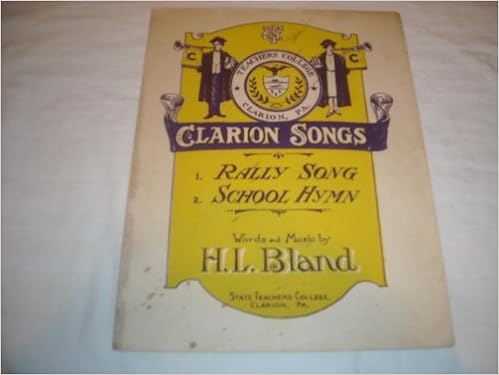 C
C
TEACHERS COLLEGE
CLARION, PA.
CLARION SONGS
1. RALLY SONG
2. SCHOOL HYMN
Words and Music by
H.L. Bland
STATE TEACHERS COLLEGE
CLARION, PA.